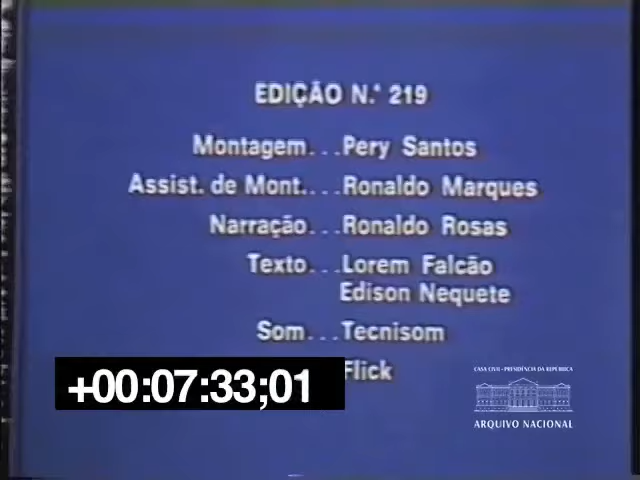 EDIÇÃO N.º 219
Montagem...Pery Santos
Assist. de Mont....Ronaldo Marques
Narração...Ronaldo Rosas
Texto...Lorem Falcão
Edison Nequete
Som...Tecnisom
Flick
+00:07:33;01
CASA CIVIL - PRESIDÊNCIA DA REPÚBLICA
ARQUIVO NACIONAL